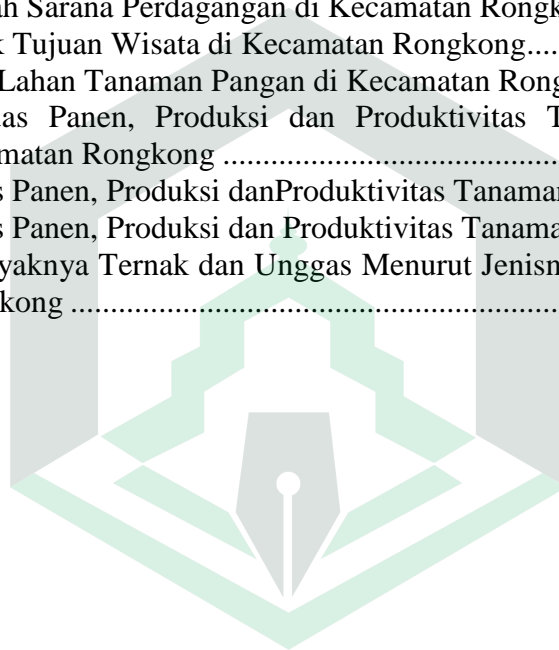 ah Sarana Perdagangan di Kecamatan Rongk
k Tujuan Wisata di Kecamatan Rongkong....
Lahan Tanaman Pangan di Kecamatan Rong
as Panen, Produksi dan Produktivitas T
matan Rongkong ..........................................
s Panen, Produksi danProduktivitas Tanaman
s Panen, Produksi dan Produktivitas Tanama
yaknya Ternak dan Unggas Menurut Jenisn
kong .............................................................